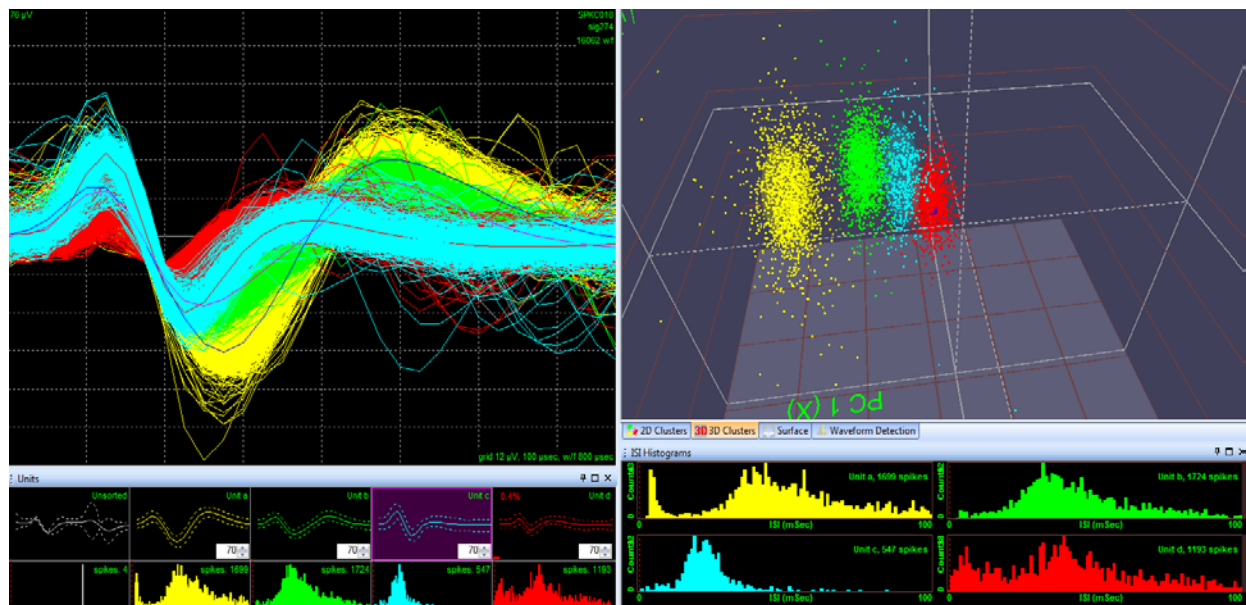 76 µV
SPKC018
sig274
16062 wf
grid 12 µV, 100 µsec, w/f 800 µsec
PC 1 (X)
2D Clusters
3D 3D Clusters
Surface
Waveform Detection
Units
Unsorted
Unit a
Unit b
Unit c
0.4%
Unit d
70
70
70
70
spikes: 4
spikes: 1699
spikes: 1724
spikes: 547
spikes: 1193
ISI Histograms
Unit a, 1699 spikes
0
ISI (mSec)
100
Unit b, 1724 spikes
0
ISI (mSec)
100
Unit c, 547 spikes
0
ISI (mSec)
100
Unit d, 1193 spikes
0
ISI (mSec)
100